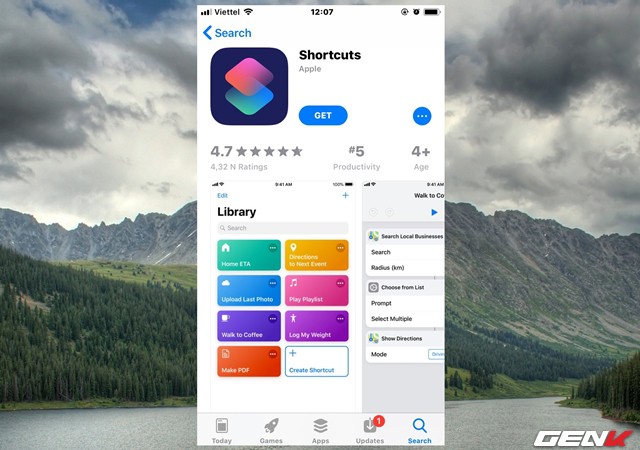 Viettel 12:07
Search
Shortcuts
Apple
GET
4.7
4,32 N Ratings
#5
Productivity
4+
Age
9:41 AM 100%
Edit
Library
Search
Home ETA
Directions
to Next Event
Upload Last Photo
Play Playlist
Walk to Coffee
Log My Weight
Make PDF
Create Shortcut
9:41 AM
Walk to Co
Search Local Businesses
Search
Radius (km)
Choose from List
Prompt
Select Multiple
Show Directions
Mode
Today
Games
Apps
1
Updates
Search
GENK